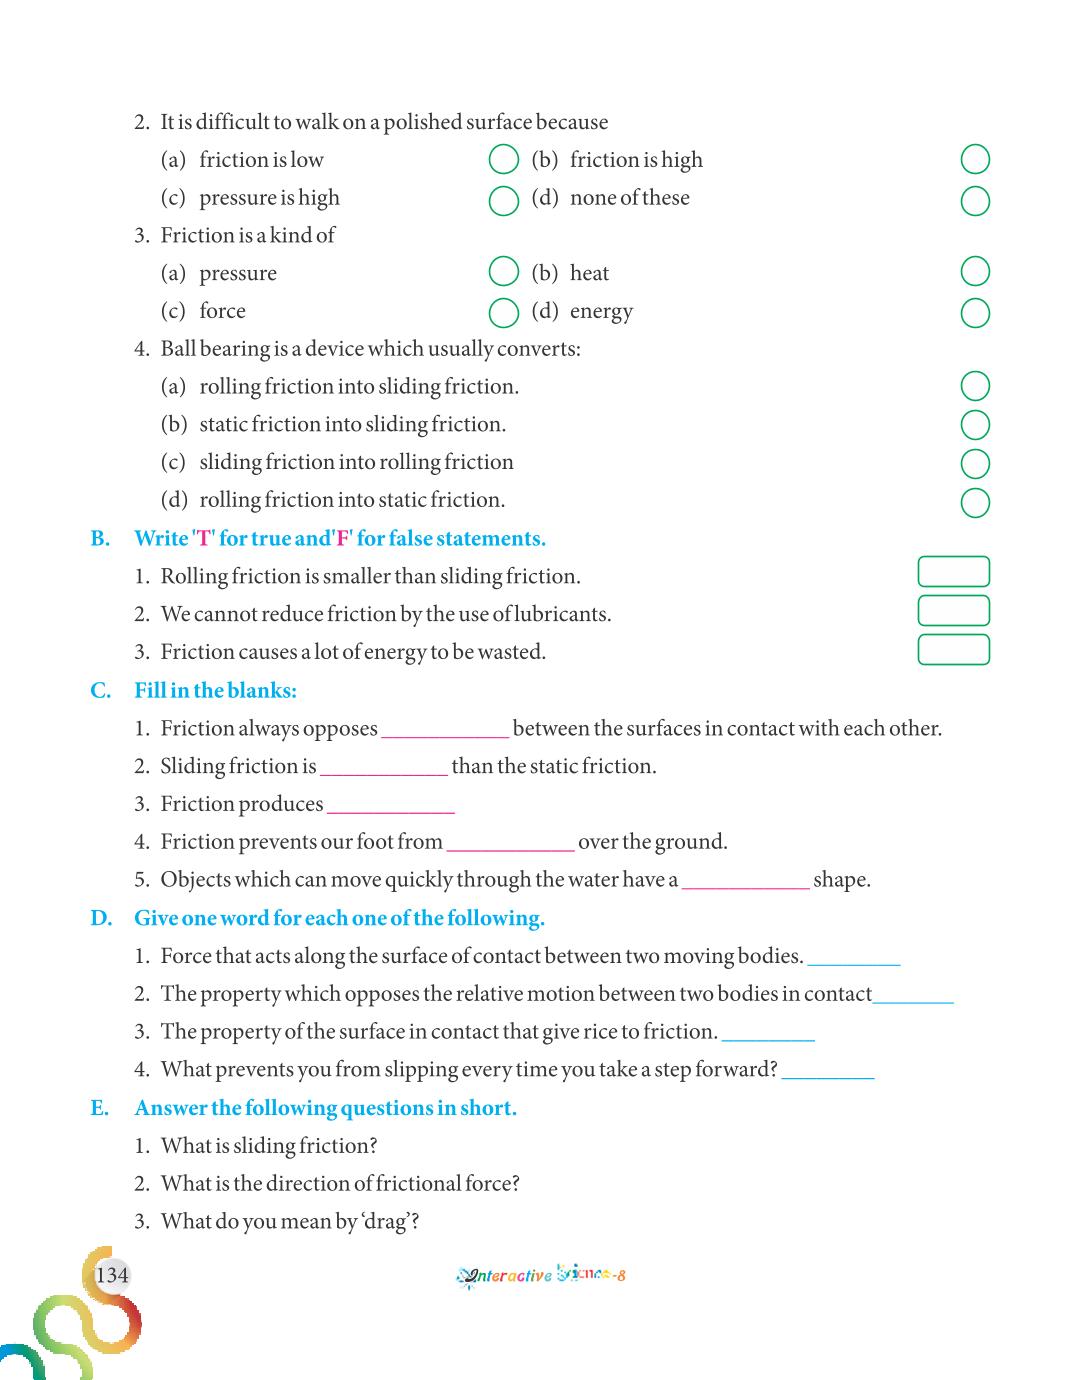 2. It is difficult to walk on a polished surface because
(a) friction is low (b) friction is high
(c) pressure is high (d) none of these
3. Friction is a kind of
(a) pressure (b) heat
(c) force (d) energy
4. Ball bearing is a device which usually converts:
(a) rolling friction into sliding friction.
(b) static friction into sliding friction.
(c) sliding friction into rolling friction
(d) rolling friction into static friction.
B. Write 'T' for true and 'F' for false statements.
1. Rolling friction is smaller than sliding friction.
2. We cannot reduce friction by the use of lubricants.
3. Friction causes a lot of energy to be wasted.
C. Fill in the blanks:
1. Friction always opposes ___________ between the surfaces in contact with each other.
2. Sliding friction is ___________ than the static friction.
3. Friction produces ___________
4. Friction prevents our foot from ___________ over the ground.
5. Objects which can move quickly through the water have a ___________ shape.
D. Give one word for each one of the following.
1. Force that acts along the surface of contact between two moving bodies. ________
2. The property which opposes the relative motion between two bodies in contact_______
3. The property of the surface in contact that give rice to friction. ________
4. What prevents you from slipping every time you take a step forward? ________
E. Answer the following questions in short.
1. What is sliding friction?
2. What is the direction of frictional force?
3. What do you mean by 'drag'?
134 Interactive Science-8